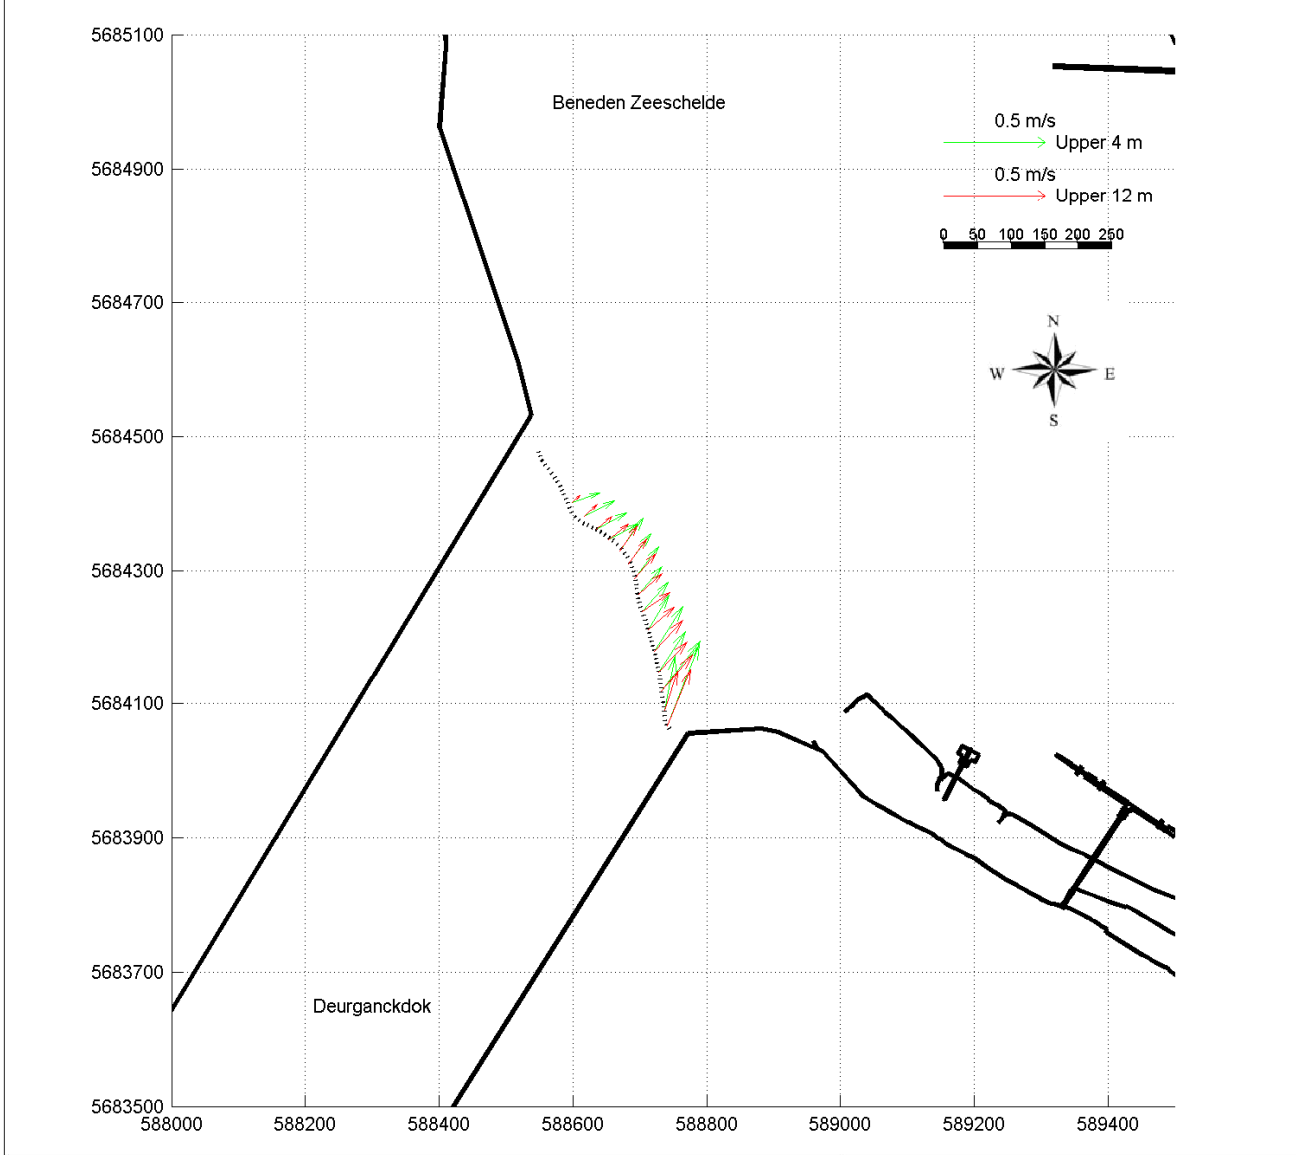 5685100
Beneden Zeeschelde
0.5 m/s
Upper 4 m
5684900
0.5 m/s
Upper 12 m
0 50 100 150 200 250
5684700
N
W E
S
5684500
5684300
5684100
5683900
5683700
Deurganckdok
5683500
588000 588200 588400 588600 588800 589000 589200 589400